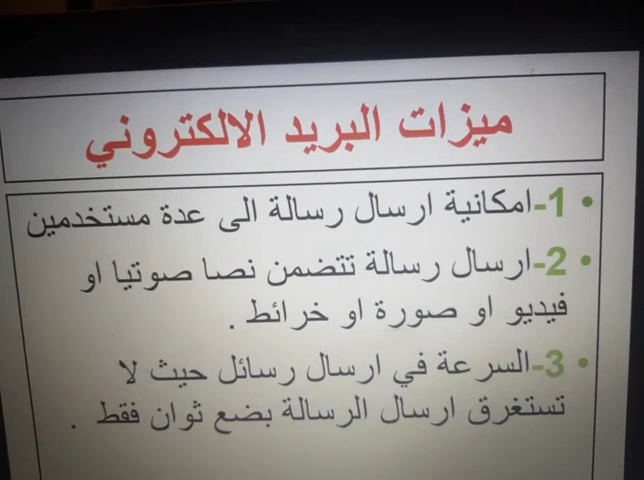 ميزات البريد الالكتروني
• 1-امكانية ارسال رسالة الى عدة مستخدمين
• 2-ارسال رسالة تتضمن نصا صوتيا او
فيديو او صورة او خرائط .
• 3-السرعة في ارسال رسائل حيث لا
تستغرق ارسال الرسالة بضع ثوان فقط .